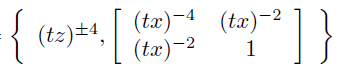 = { (tz)^{±4}, [ (tx)^{-4} (tx)^{-2}
(tx)^{-2} 1 ] }